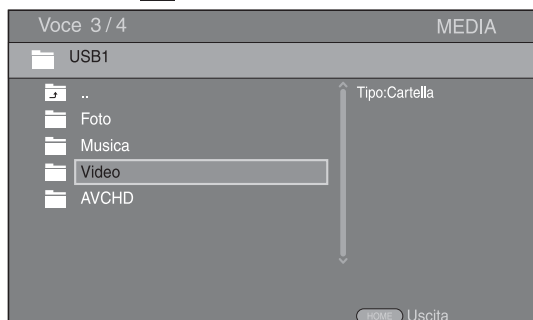 Voce 3 / 4 MEDIA
USB1
..
Tipo:Cartella
Foto
Musica
Video
AVCHD
HOME Uscita